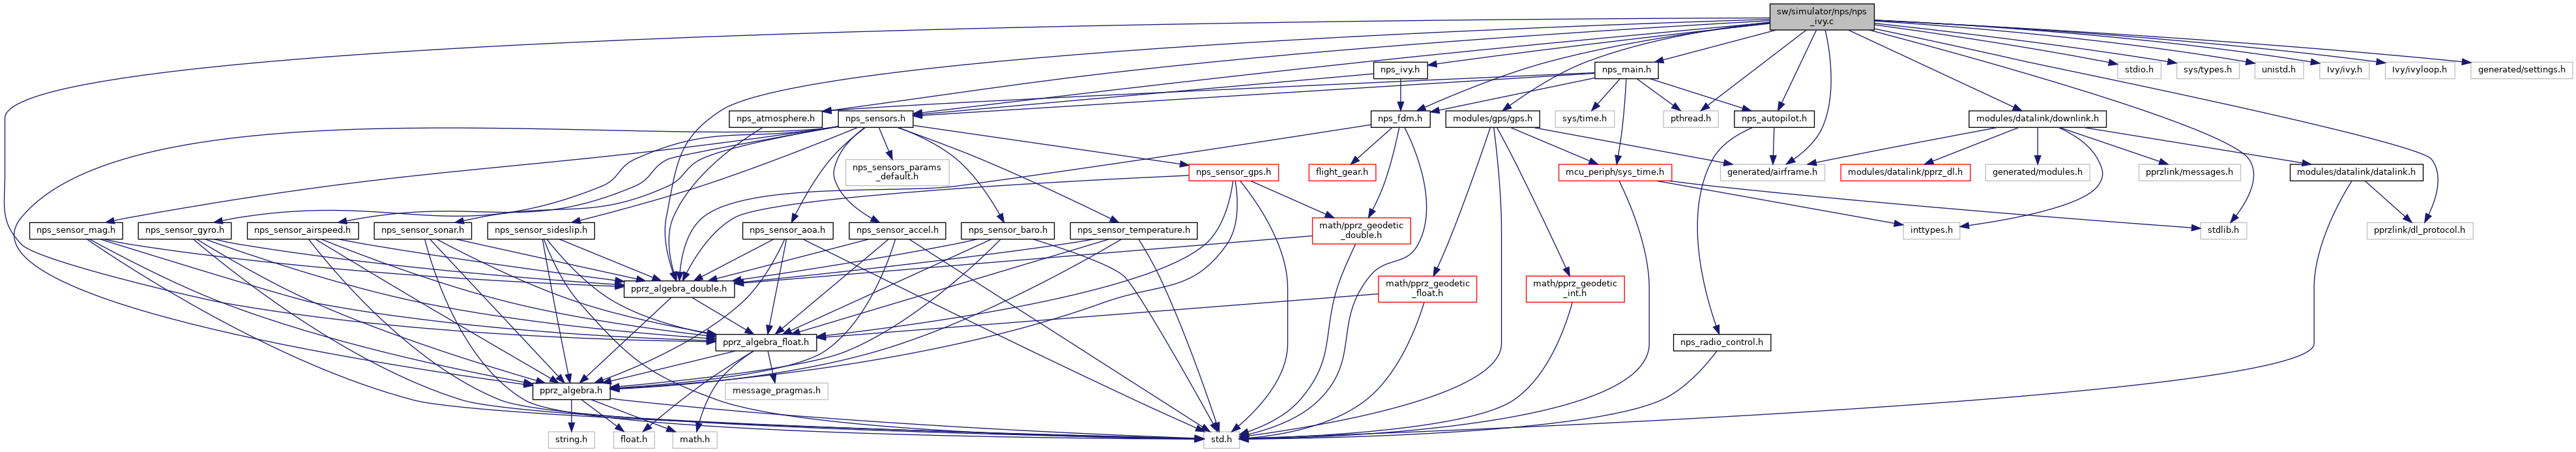 sw/simulator/nps/nps
_ivy.c
nps_ivy.h
nps_main.h
stdio.h
sys/types.h
unistd.h
Ivy/ivy.h
Ivy/ivyloop.h
generated/settings.h
nps_atmosphere.h
nps_sensors.h
nps_fdm.h
modules/gps/gps.h
sys/time.h
pthread.h
nps_autopilot.h
modules/datalink/downlink.h
nps_sensors_params
_default.h
nps_sensor_gps.h
flight_gear.h
mcu_periph/sys_time.h
generated/airframe.h
modules/datalink/pprz_dl.h
generated/modules.h
pprzlink/messages.h
modules/datalink/datalink.h
nps_sensor_mag.h
nps_sensor_gyro.h
nps_sensor_airspeed.h
nps_sensor_sonar.h
nps_sensor_sideslip.h
nps_sensor_aoa.h
nps_sensor_accel.h
nps_sensor_baro.h
nps_sensor_temperature.h
math/pprz_geodetic
_double.h
inttypes.h
stdlib.h
pprzlink/dl_protocol.h
pprz_algebra_double.h
math/pprz_geodetic
_float.h
math/pprz_geodetic
_int.h
pprz_algebra_float.h
nps_radio_control.h
pprz_algebra.h
message_pragmas.h
string.h
float.h
math.h
std.h